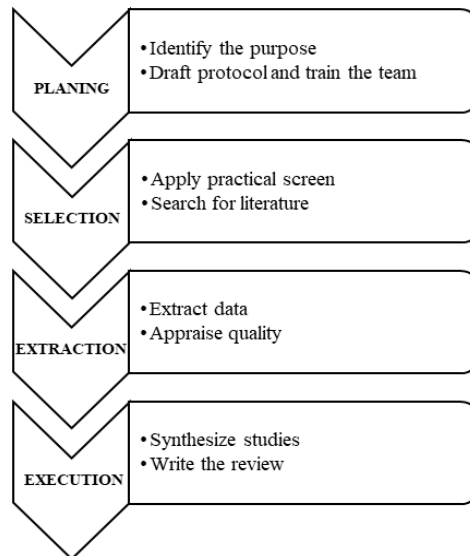 PLANING
• Identify the purpose
• Draft protocol and train the team
SELECTION
• Apply practical screen
• Search for literature
EXTRACTION
• Extract data
• Appraise quality
EXECUTION
• Synthesize studies
• Write the review